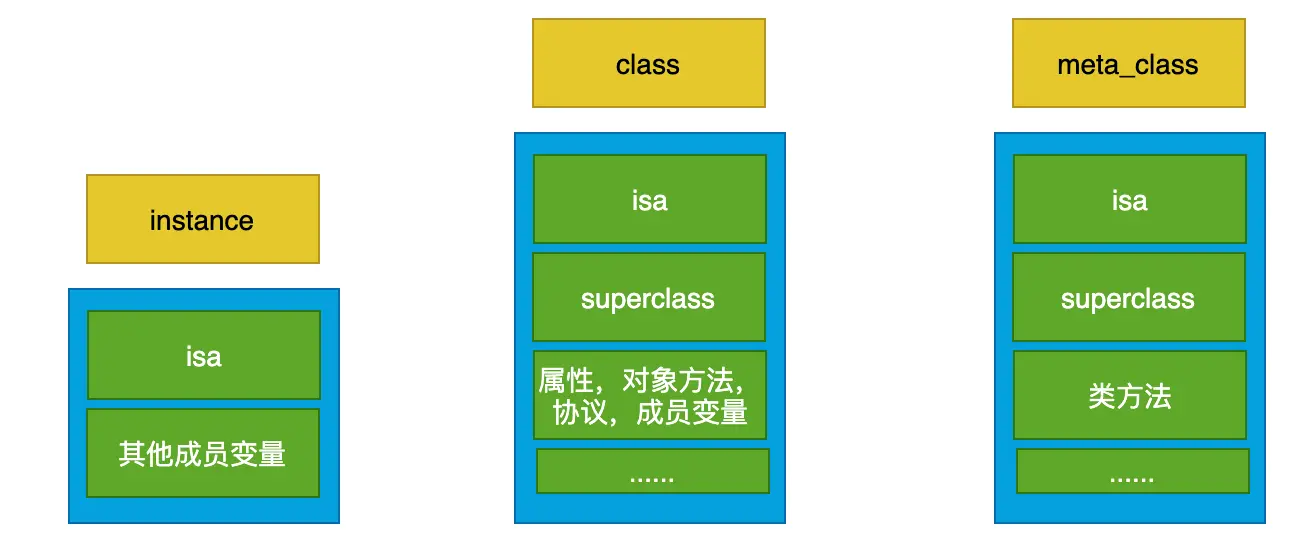 instance
isa
其他成员变量
class
isa
superclass
属性，对象方法，
协议，成员变量
......
meta_class
isa
superclass
类方法
......